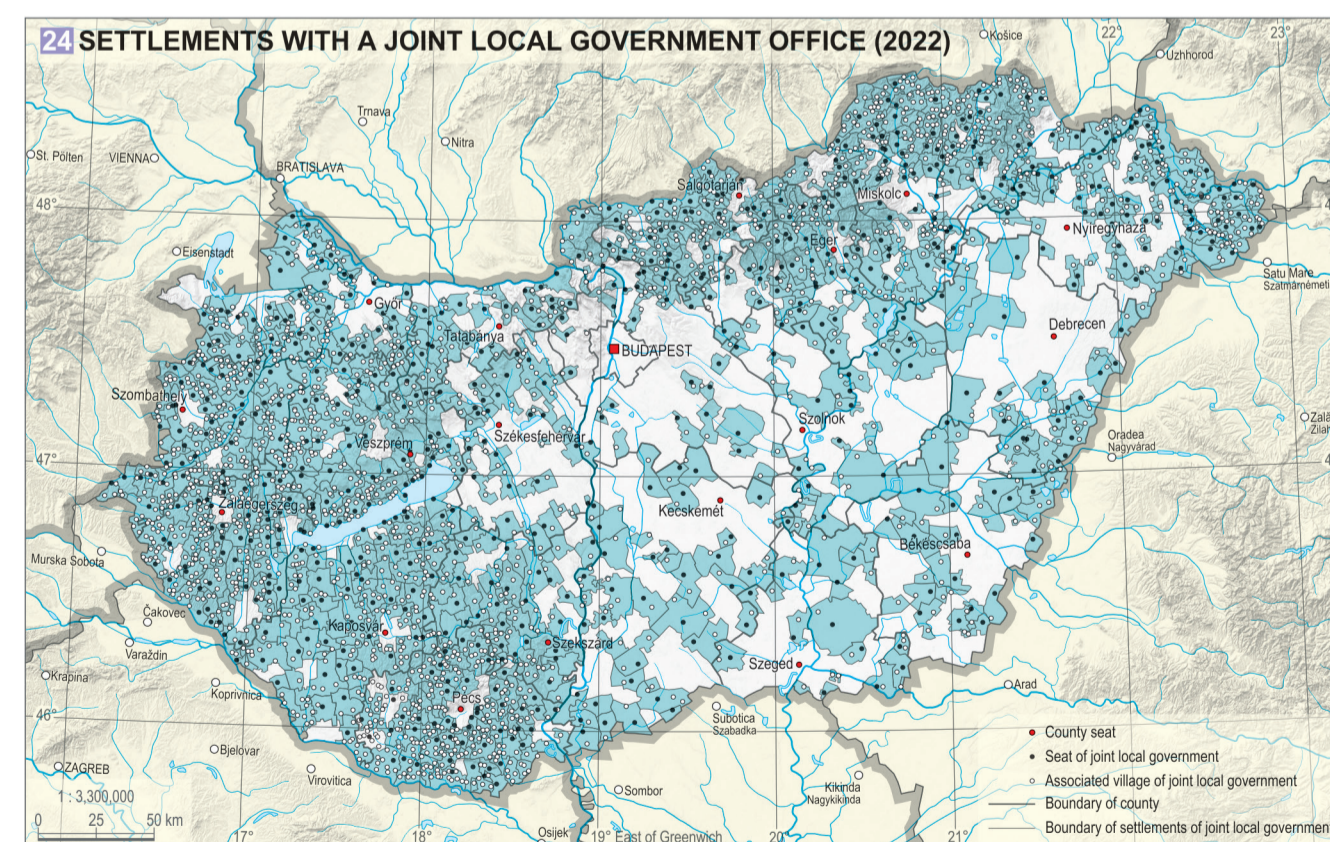 24 SETTLEMENTS WITH A JOINT LOCAL GOVERNMENT OFFICE (2022)
Košice
22°
23°
Uzhhorod
Trnava
Nitra
St. Pölten
VIENNA
BRATISLAVA
Salgótarján
Miskolc
48°
Nyíregyháza
Eger
Eisenstadt
Satu Mare
Szatmárnémeti
Győr
Debrecen
Tatabánya
BUDAPEST
Szombathely
Szolnok
Székesfehérvár
Veszprém
Oradea
Nagyvárad
47°
Zalaegerszeg
Kecskemét
Békéscsaba
Murska Sobota
Čakovec
Kaposvár
Szekszárd
Varaždin
Szeged
Krapina
Koprivnica
Pécs
Arad
46°
Subotica
Szabadka
County seat
Bjelovar
Seat of joint local government
ZAGREB
Virovitica
Kikinda
Nagykikinda
Associated village of joint local government
Sombor
1 : 3,300,000
Boundary of county
0 25 50 km
Boundary of settlements of joint local governmen
Osijek
17°
18°
19° East of Greenwich
20°
21°